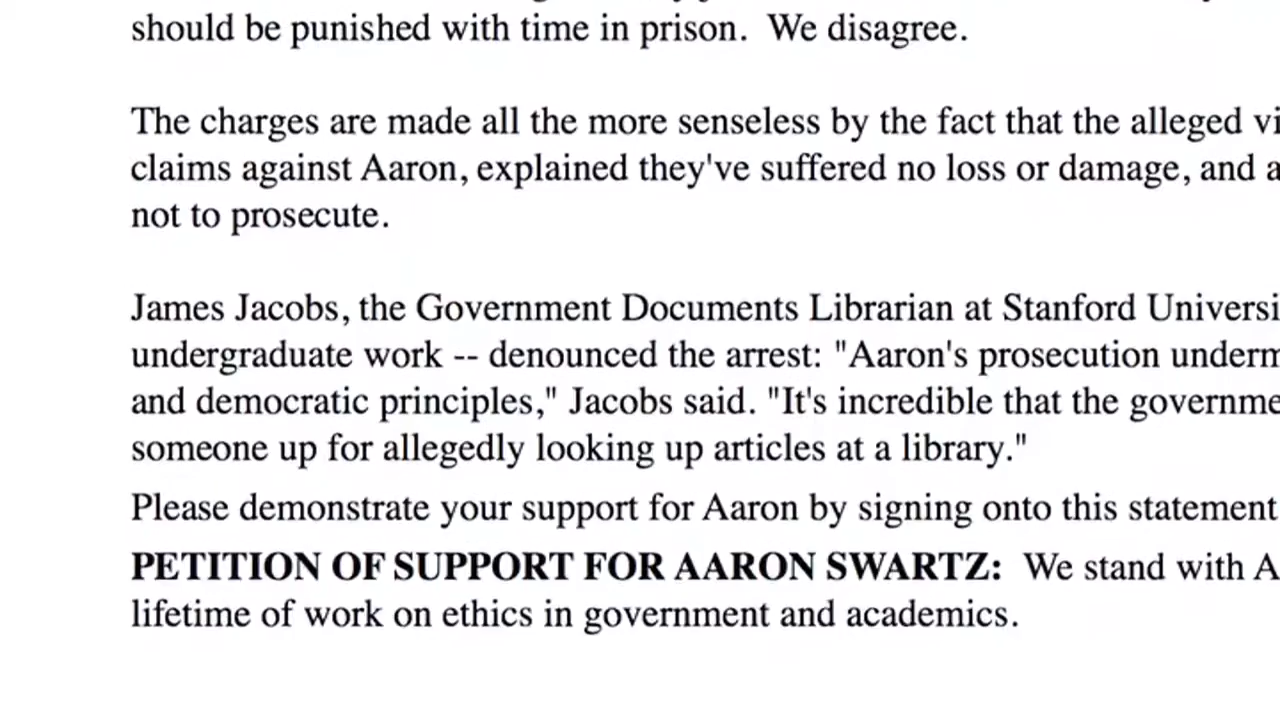 should be punished with time in prison.  We disagree.
The charges are made all the more senseless by the fact that the alleged
claims against Aaron, explained they've suffered no loss or damage, and
not to prosecute.
James Jacobs, the Government Documents Librarian at Stanford
undergraduate work -- denounced the arrest: "Aaron's prosecution
and democratic principles," Jacobs said. "It's incredible that the
someone up for allegedly looking up articles at a library."
Please demonstrate your support for Aaron by signing onto this statement
PETITION OF SUPPORT FOR AARON SWARTZ:  We stand with
lifetime of work on ethics in government and academics.